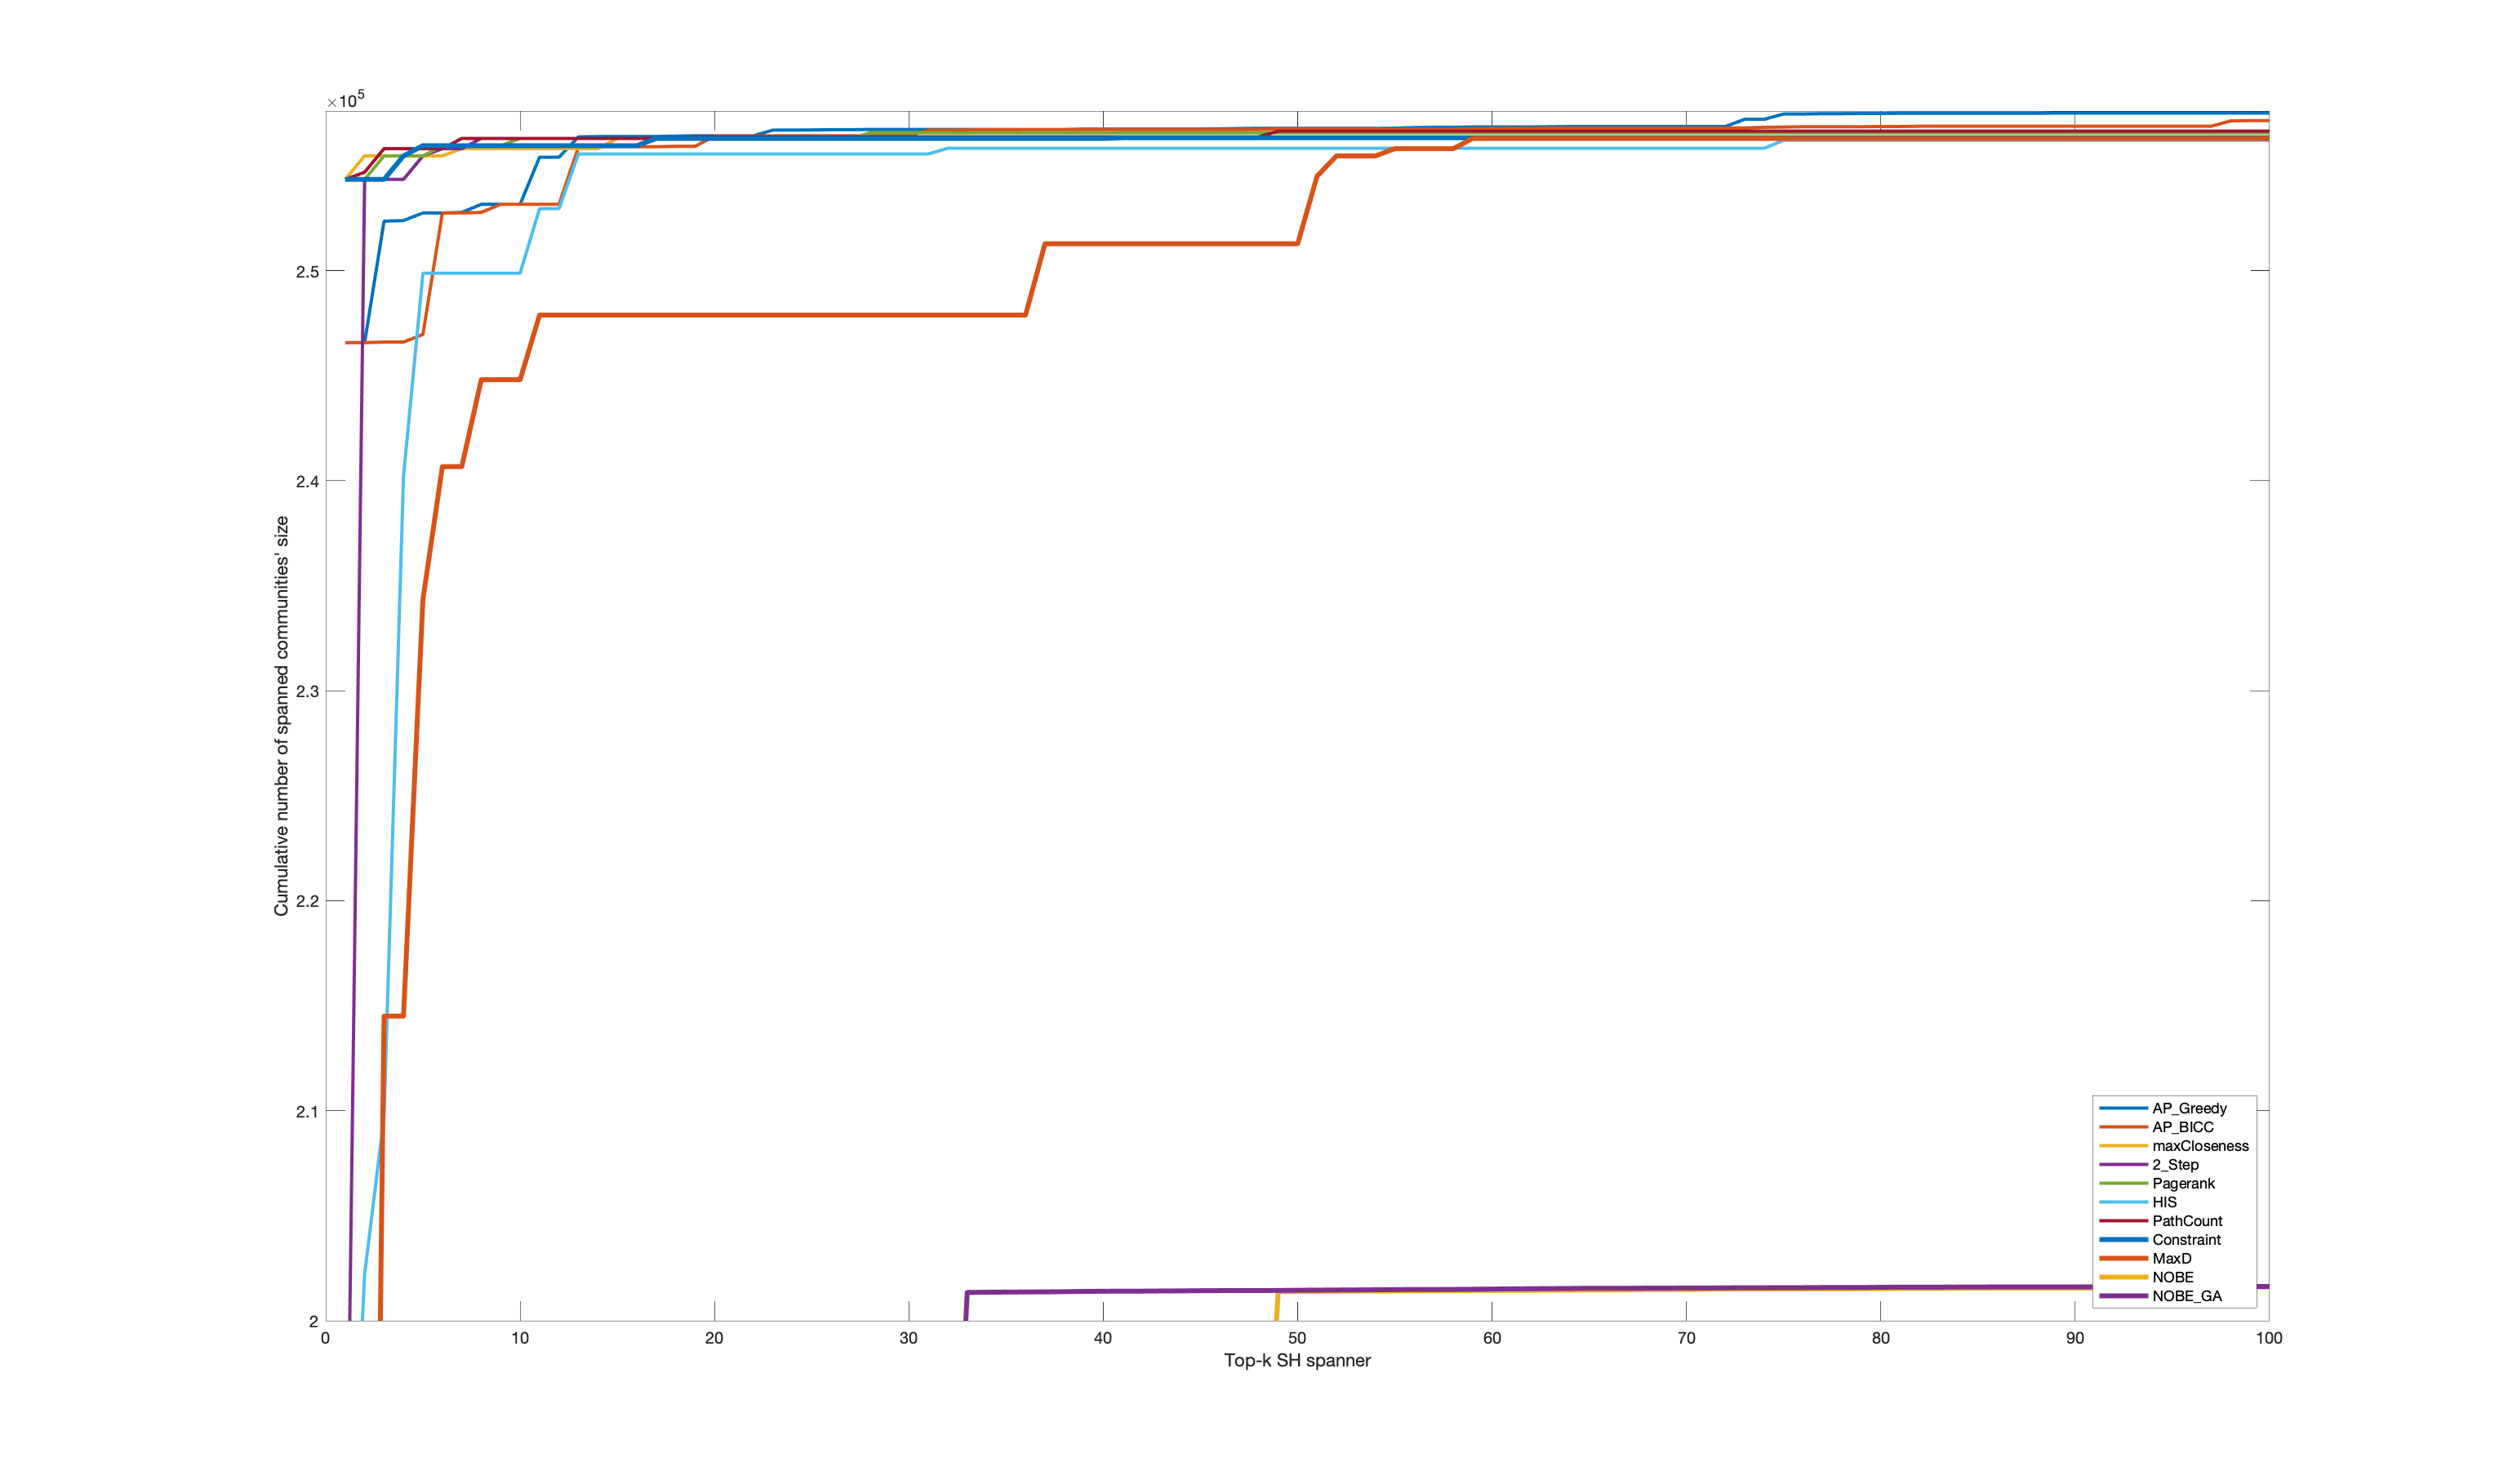 ×10^5
2.5
2.4
2.3
2.2
2.1
2
Cumulative number of spanned communities' size
0 10 20 30 40 50 60 70 80 90 100
Top-k SH spanner
AP_Greedy
AP_BICC
maxCloseness
2_Step
Pagerank
HIS
PathCount
Constraint
MaxD
NOBE
NOBE_GA